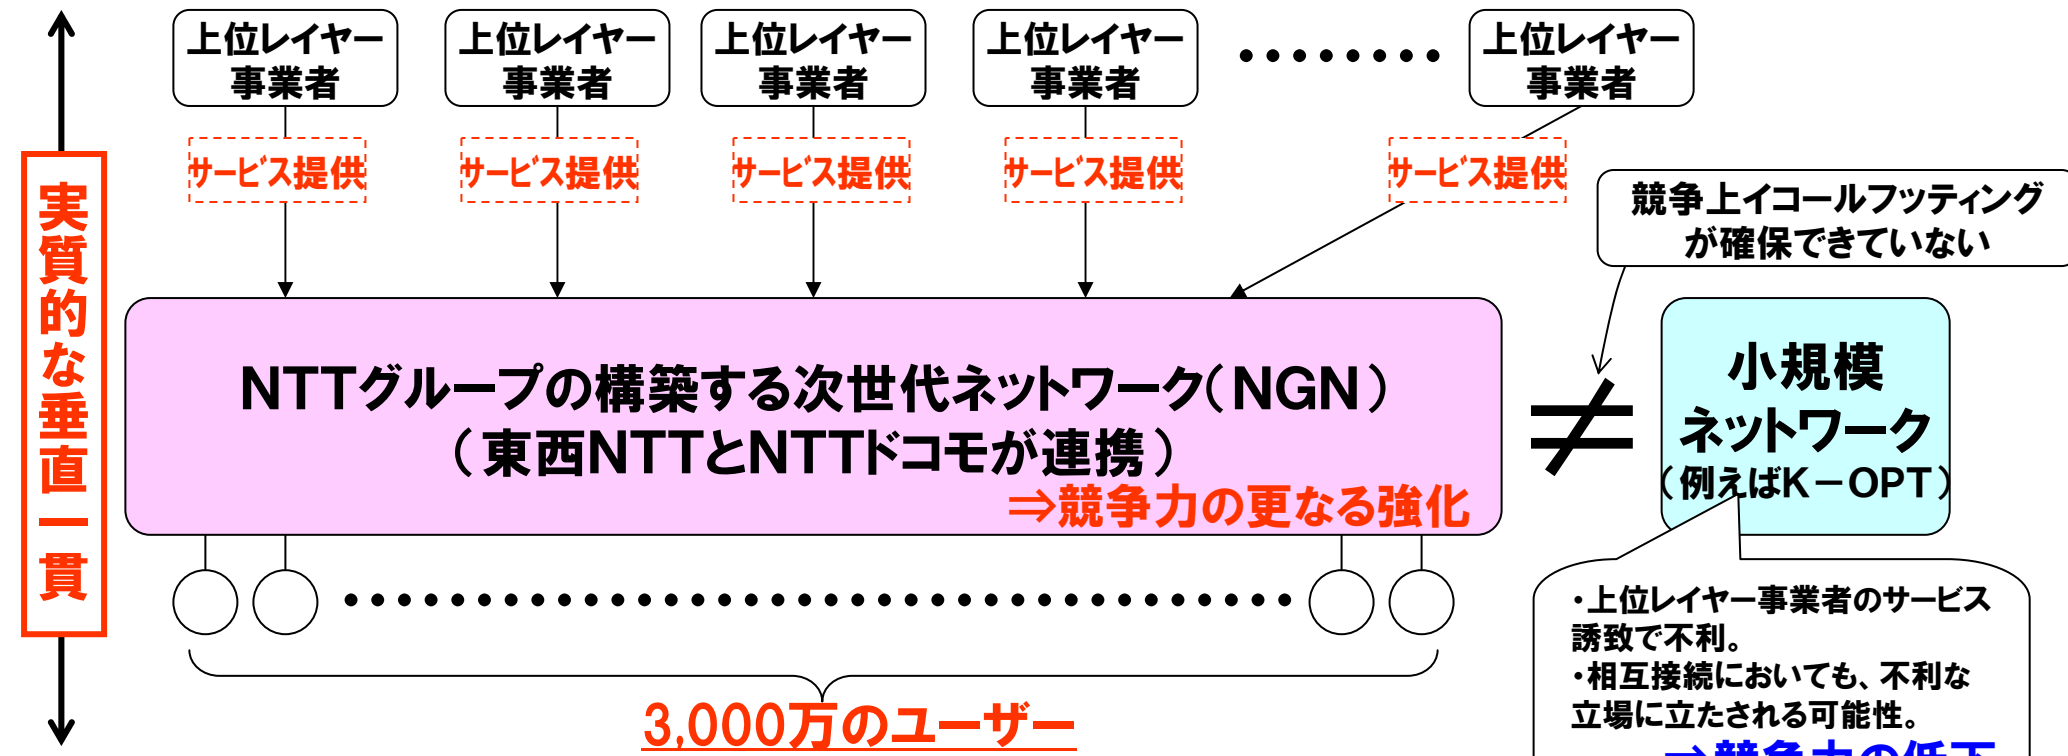 上位レイヤー
事業者
上位レイヤー
事業者
上位レイヤー
事業者
上位レイヤー
事業者
上位レイヤー
事業者
サービス提供
サービス提供
サービス提供
サービス提供
サービス提供
実質的な垂直一貫
競争上イコールフッティング
が確保できていない
NTTグループの構築する次世代ネットワーク(NGN)
(東西NTTとNTTドコモが連携)
⇒競争力の更なる強化
≠
小規模
ネットワーク
(例えばK-OPT)
・上位レイヤー事業者のサービス
誘致で不利。
・相互接続においても、不利な
立場に立たされる可能性。
⇒競争力の低下
3,000万のユーザー